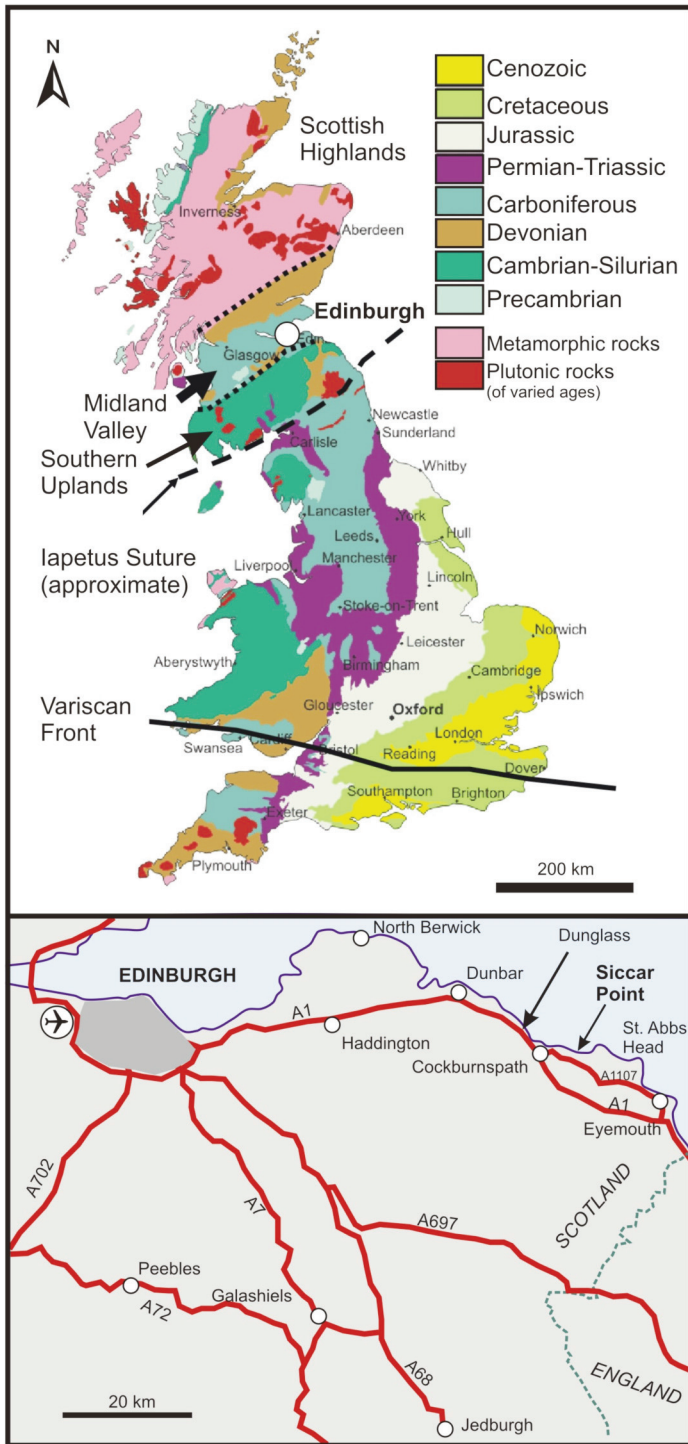 N
Scottish
Highlands
Cenozoic
Cretaceous
Jurassic
Permian-Triassic
Carboniferous
Devonian
Cambrian-Silurian
Precambrian
Metamorphic rocks
Plutonic rocks
(of varied ages)
Inverness
Aberdeen
Edinburgh
Edin
Glasgow
Midland
Valley
Southern
Uplands
Newcastle
Sunderland
Carlisle
Whitby
Iapetus Suture
(approximate)
Lancaster
York
Leeds
Hull
Liverpool
Manchester
Lincoln
Stoke-on-Trent
Leicester
Norwich
Aberystwyth
Birmingham
Cambridge
Ipswich
Variscan
Front
Gloucester
Oxford
Swansea
Cardiff
Bristol
London
Reading
Dover
Southampton
Brighton
Exeter
Plymouth
200 km
North Berwick
Dunglass
EDINBURGH
Dunbar
Siccar
Point
A1
Haddington
St. Abbs
Head
Cockburnspath
A1107
A1
Eyemouth
A702
A7
SCOTLAND
A697
Peebles
A72
Galashiels
A68
ENGLAND
20 km
Jedburgh